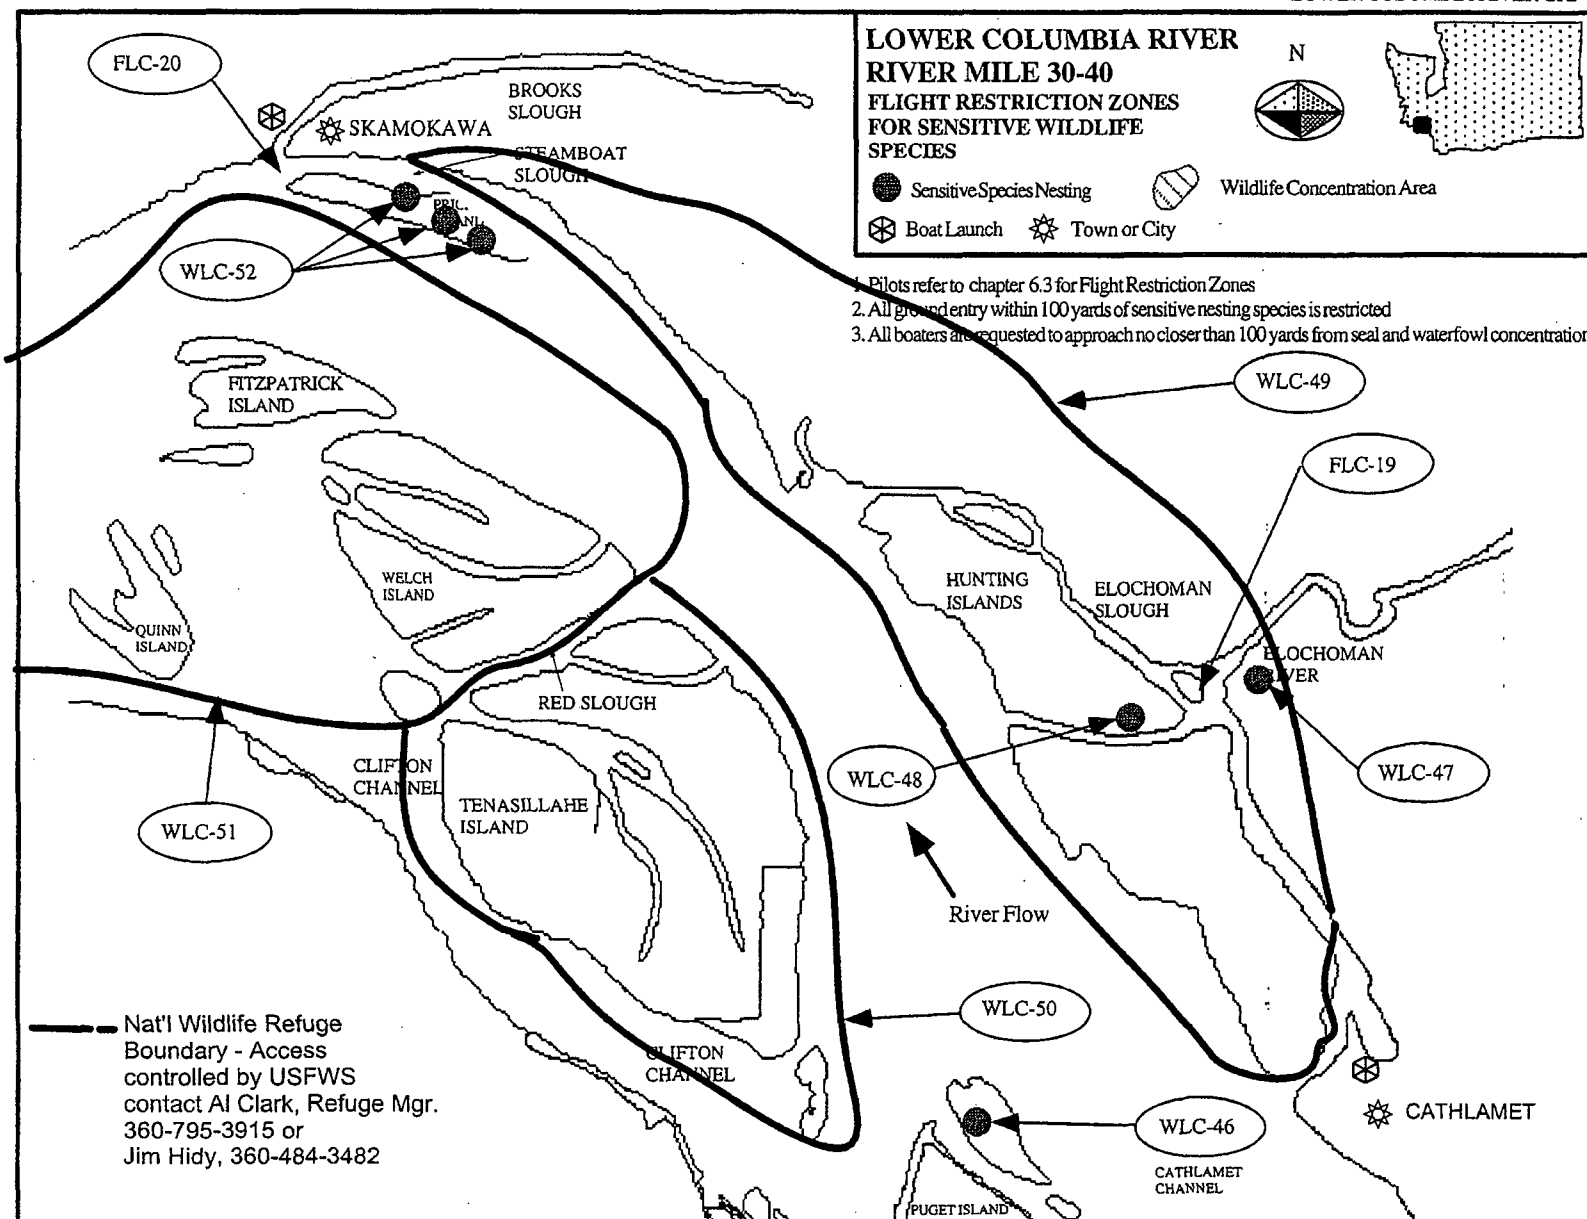 LOWER COLUMBIA RIVER
RIVER MILE 30-40
FLIGHT RESTRICTION ZONES
FOR SENSITIVE WILDLIFE
SPECIES
N
Sensitive Species Nesting
Wildlife Concentration Area
Boat Launch
Town or City
1. Pilots refer to chapter 6.3 for Flight Restriction Zones
2. All ground entry within 100 yards of sensitive nesting species is restricted
3. All boaters are requested to approach no closer than 100 yards from seal and waterfowl concentration
FLC-20
BROOKS
SLOUGH
SKAMOKAWA
STEAMBOAT
SLOUGH
WLC-52
FITZPATRICK
ISLAND
WLC-49
FLC-19
WELCH
ISLAND
HUNTING
ISLANDS
ELOCHOMAN
SLOUGH
QUINN
ISLAND
ELOCHOMAN
RIVER
RED SLOUGH
CLIFTON
CHANNEL
WLC-48
WLC-47
TENASILLAHE
ISLAND
WLC-51
River Flow
WLC-50
CLIFTON
CHANNEL
Nat'l Wildlife Refuge
Boundary - Access
controlled by USFWS
contact Al Clark, Refuge Mgr.
360-795-3915 or
Jim Hidy, 360-484-3482
WLC-46
CATHLAMET
CATHLAMET
CHANNEL
PUGET ISLAND